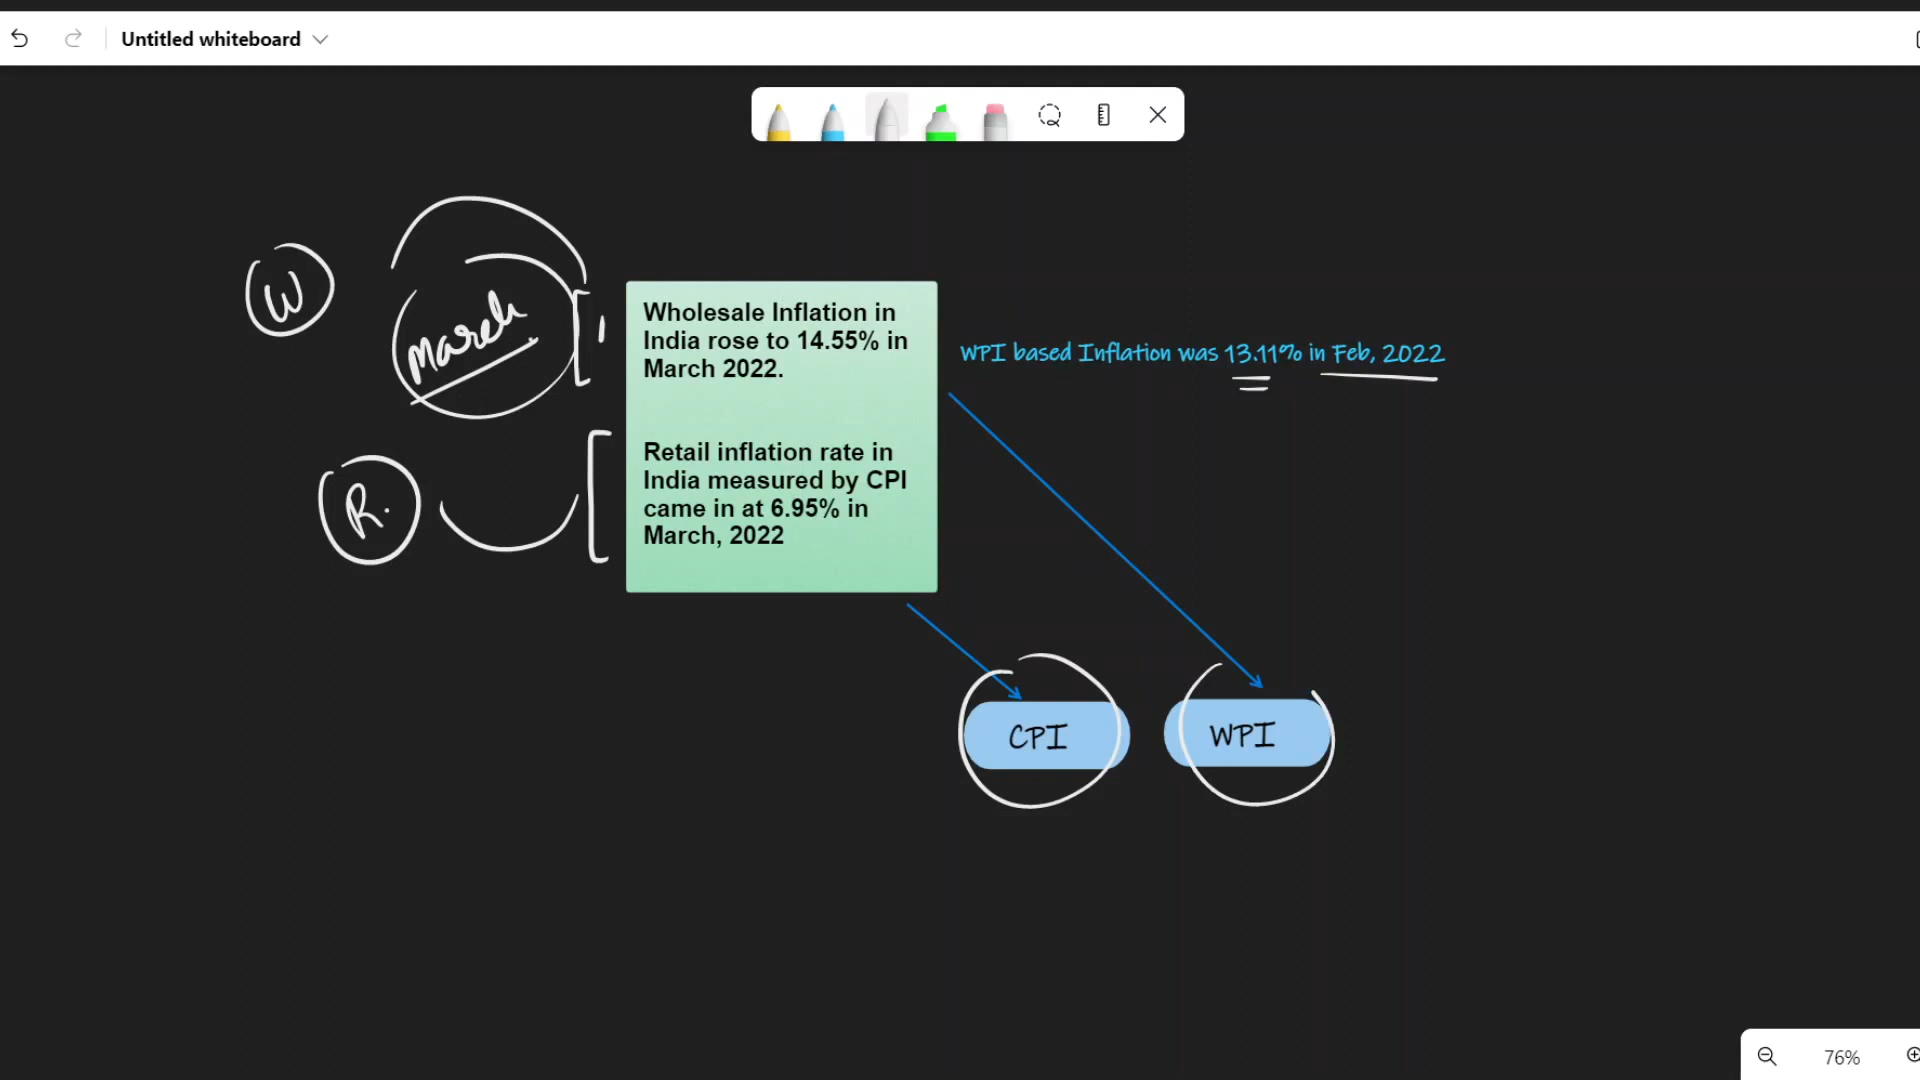 Untitled whiteboard
W
March
Wholesale Inflation in
India rose to 14.55% in
March 2022.
WPI based Inflation was 13.11% in Feb, 2022
R.
Retail inflation rate in
India measured by CPI
came in at 6.95% in
March, 2022
CPI
WPI
76%